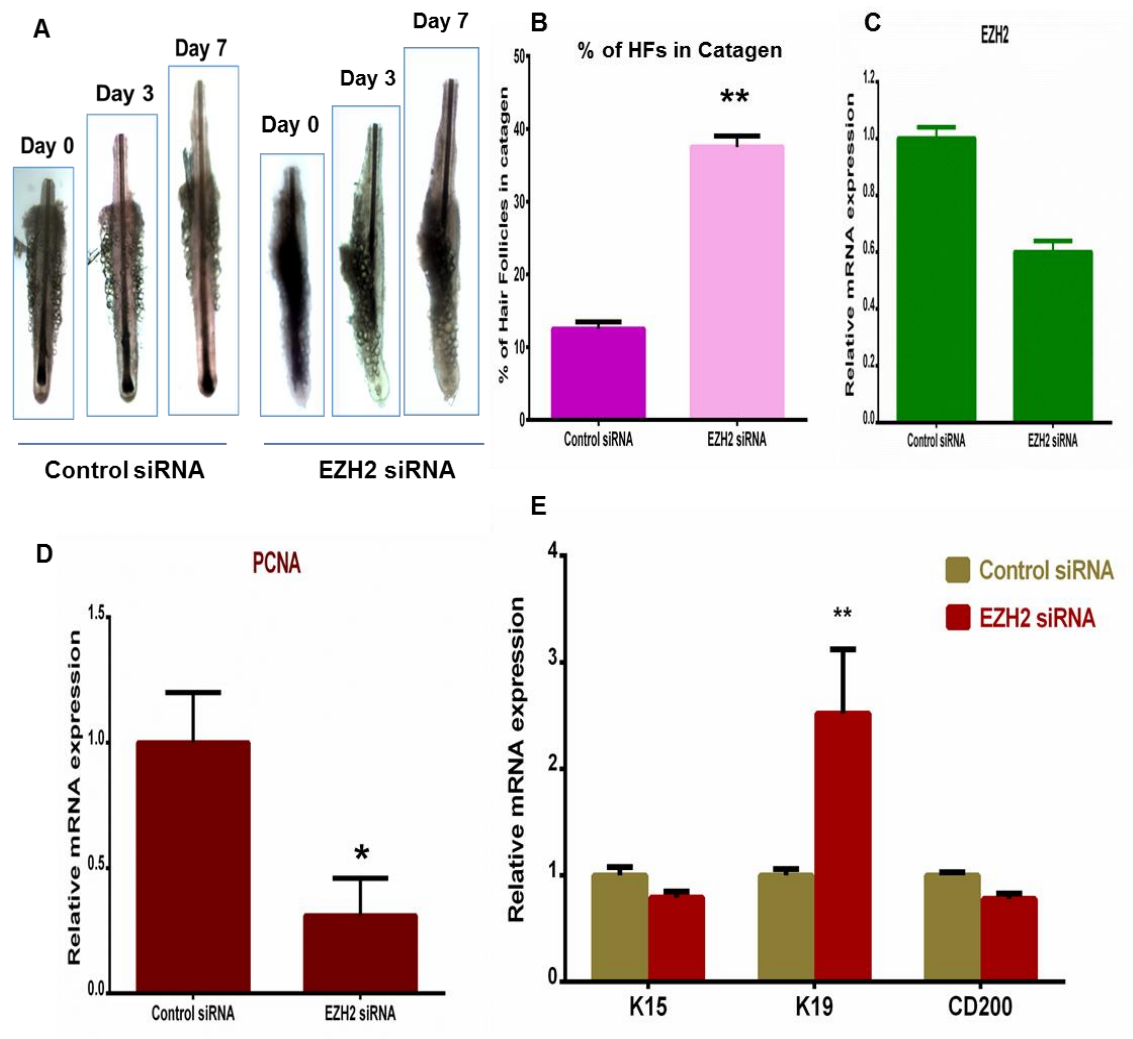 A
Day 0
Day 3
Day 7
Day 0
Day 3
Day 7
Control siRNA
EZH2 siRNA
B
% of HFs in Catagen
**
% of Hair Follicles in catagen
50
40
30
20
10
0
Control siRNA
EZH2 siRNA
C
EZH2
Relative mRNA expression
1.2
1.0
0.8
0.6
0.4
0.2
0.0
Control siRNA
EZH2 siRNA
D
PCNA
Relative mRNA expression
1.5
1.0
0.5
0.0
*
Control siRNA
EZH2 siRNA
E
Relative mRNA expression
4
3
2
1
0
**
Control siRNA
EZH2 siRNA
K15
K19
CD200